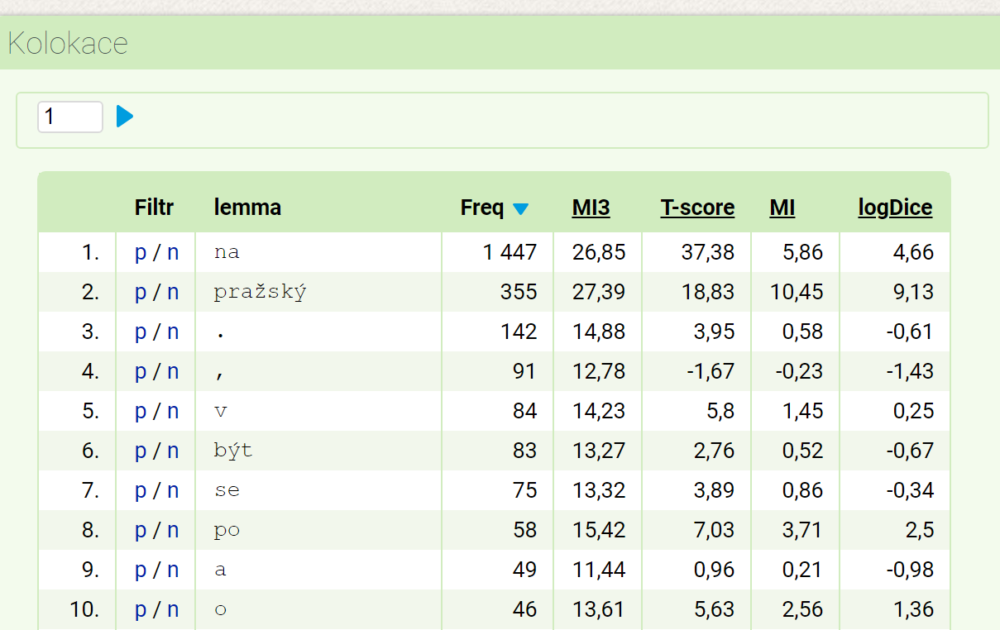 Kolokace
1
Filtr lemma Freq MI3 T-score MI logDice
1. p / n na 1 447 26,85 37,38 5,86 4,66
2. p / n pražský 355 27,39 18,83 10,45 9,13
3. p / n . 142 14,88 3,95 0,58 -0,61
4. p / n , 91 12,78 -1,67 -0,23 -1,43
5. p / n v 84 14,23 5,8 1,45 0,25
6. p / n být 83 13,27 2,76 0,52 -0,67
7. p / n se 75 13,32 3,89 0,86 -0,34
8. p / n po 58 15,42 7,03 3,71 2,5
9. p / n a 49 11,44 0,96 0,21 -0,98
10. p / n o 46 13,61 5,63 2,56 1,36